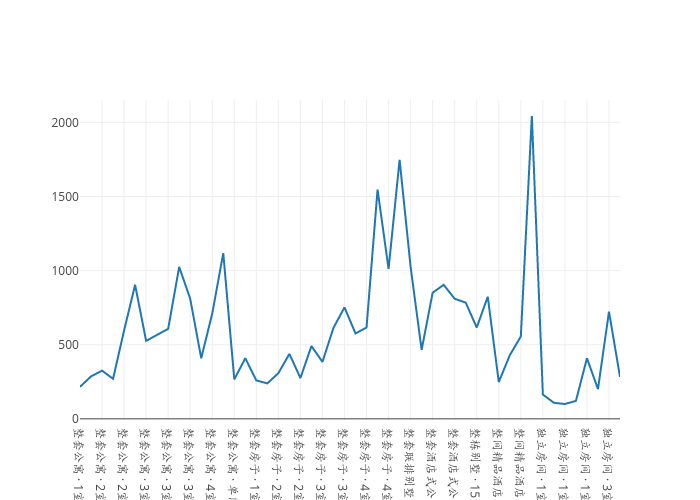 2000
1500
1000
500
0
整套公寓 · 1室
整套公寓 · 2室
整套公寓 · 2室
整套公寓 · 3室
整套公寓 · 3室
整套公寓 · 3室
整套公寓 · 4室
整套公寓 · 单
整套房子 · 1室
整套房子 · 2室
整套房子 · 2室
整套房子 · 3室
整套房子 · 3室
整套房子 · 4室
整套房子 · 4室
整套联排别墅
整套酒店式公
整套酒店式公
整栋别墅 · 15
整间精品酒店
整间精品酒店
独立房间 · 1室
独立房间 · 1室
独立房间 · 1室
独立房间 · 3室